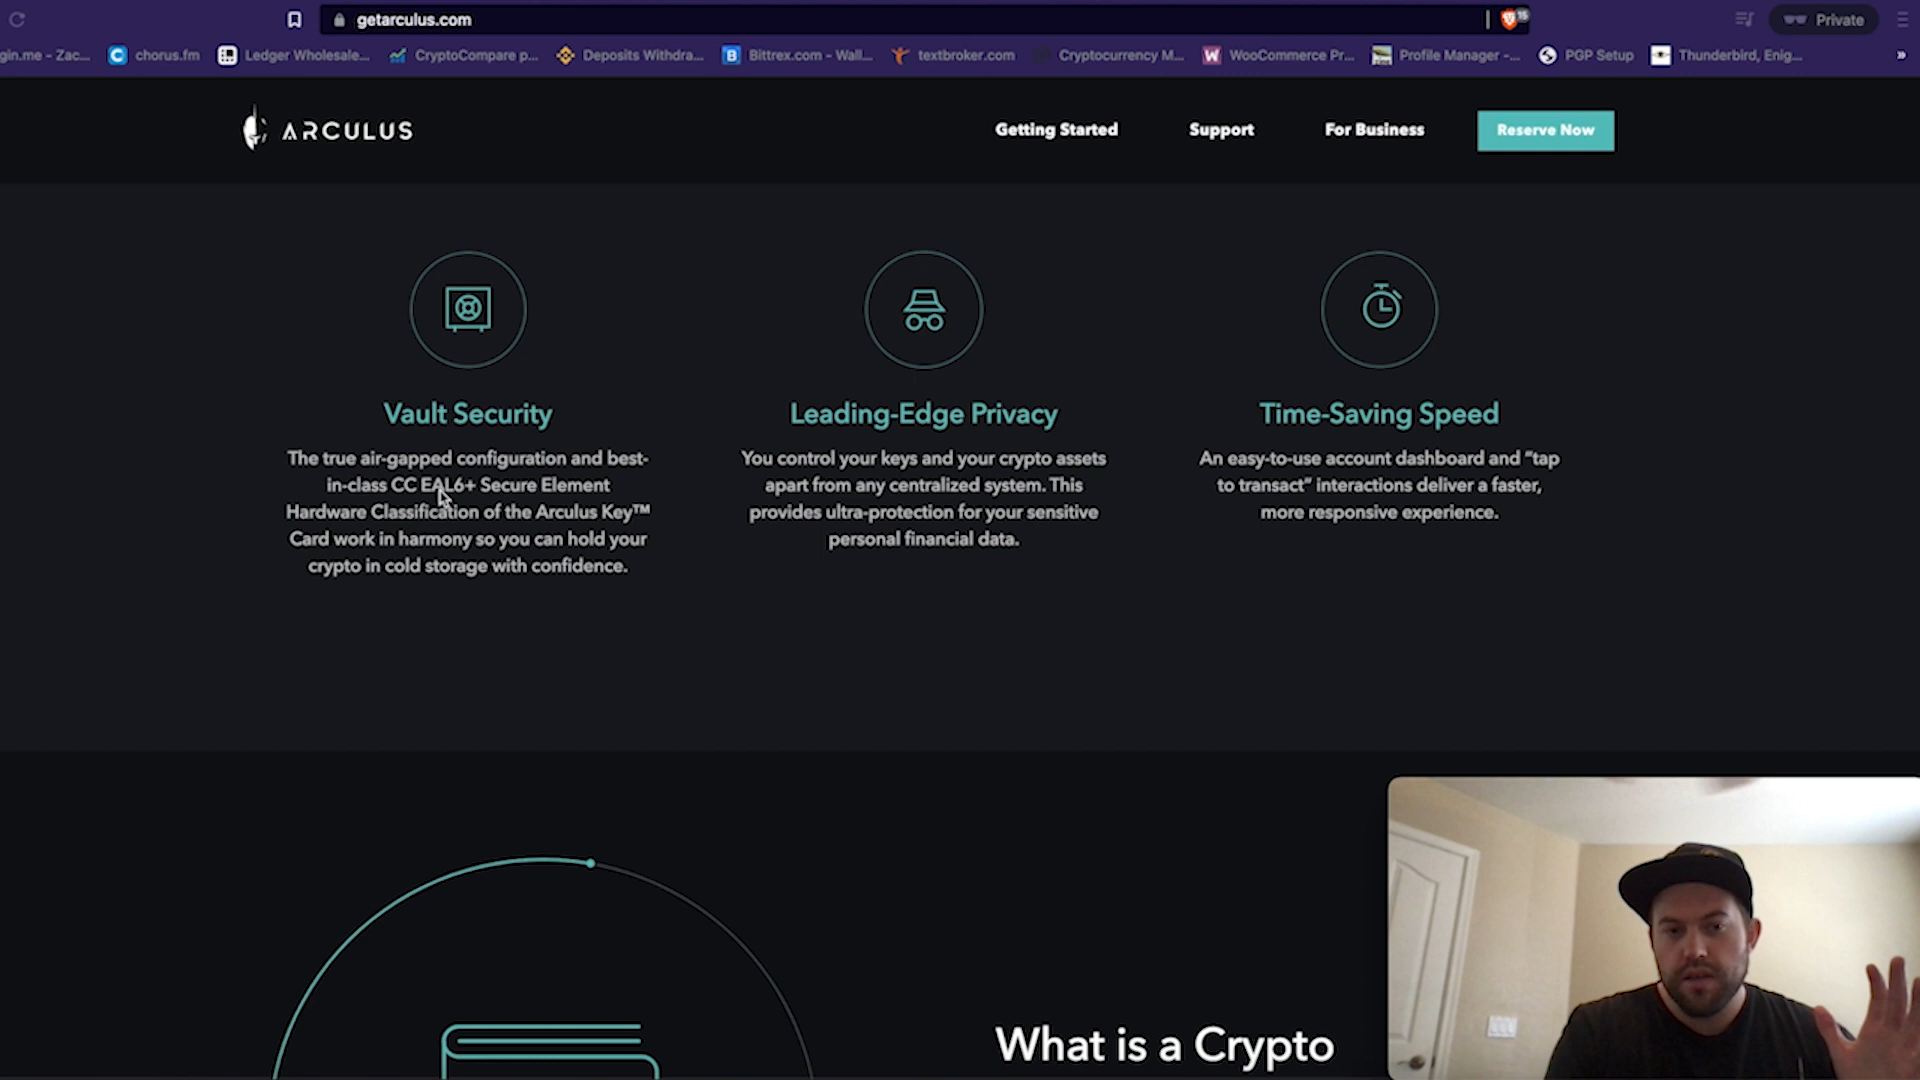 getarculus.com
15
Private
gin.me - Zac...
chorus.fm
Ledger Wholesale...
CryptoCompare p...
Deposits Withdra...
Bittrex.com - Wall...
textbroker.com
Cryptocurrency M...
WooCommerce Pr...
Profile Manager -...
PGP Setup
Thunderbird, Enig...
»
ARCULUS
Getting Started
Support
For Business
Reserve Now
Vault Security
The true air-gapped configuration and best-
in-class CC EAL6+ Secure Element
Hardware Classification of the Arculus Key™
Card work in harmony so you can hold your
crypto in cold storage with confidence.
Leading-Edge Privacy
You control your keys and your crypto assets
apart from any centralized system. This
provides ultra-protection for your sensitive
personal financial data.
Time-Saving Speed
An easy-to-use account dashboard and “tap
to transact” interactions deliver a faster,
more responsive experience.
What is a Crypto